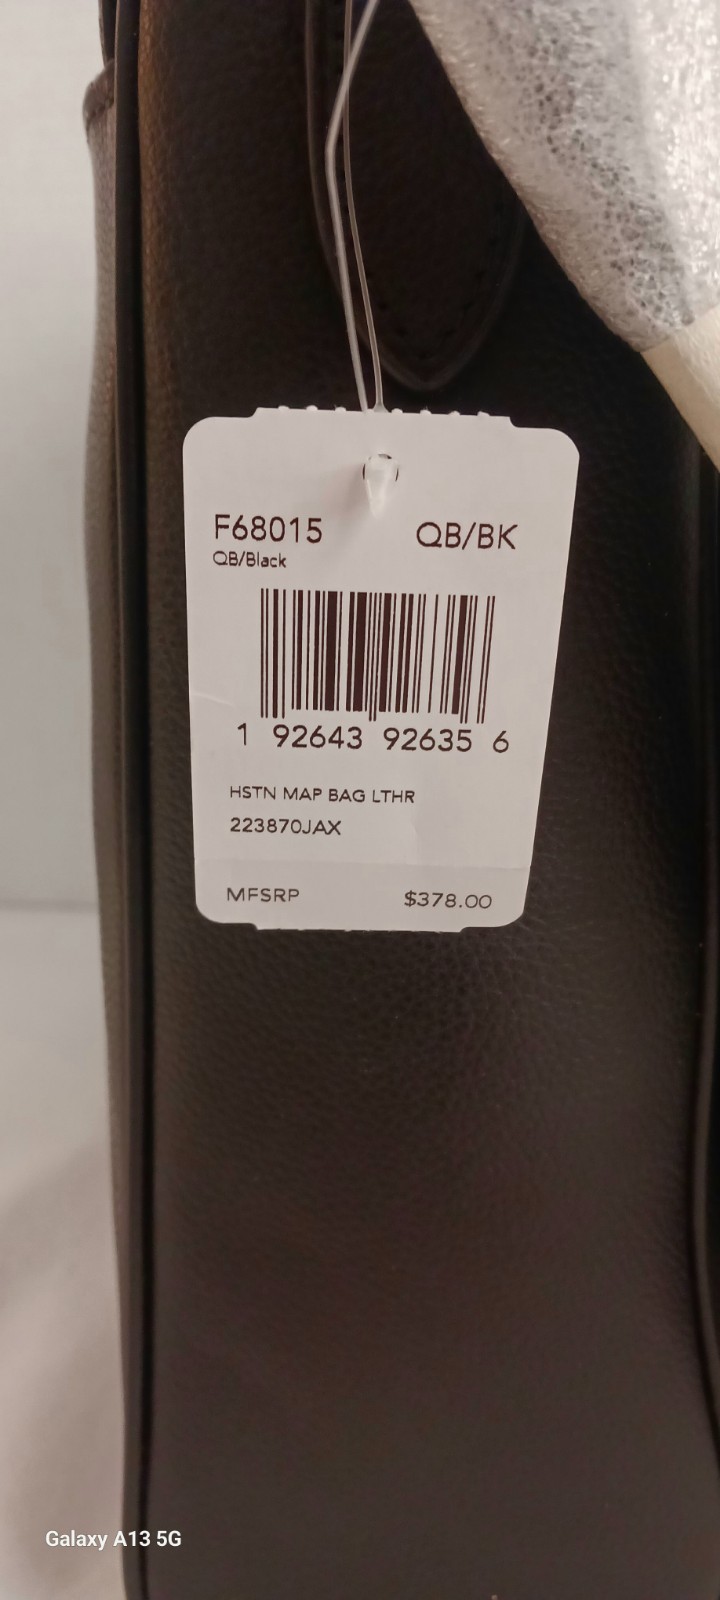 F68015 QB/BK
QB/Black
1 92643 92635 6
HSTN MAP BAG LTHR
223870JAX
MFSRP $378.00
Galaxy A13 5G